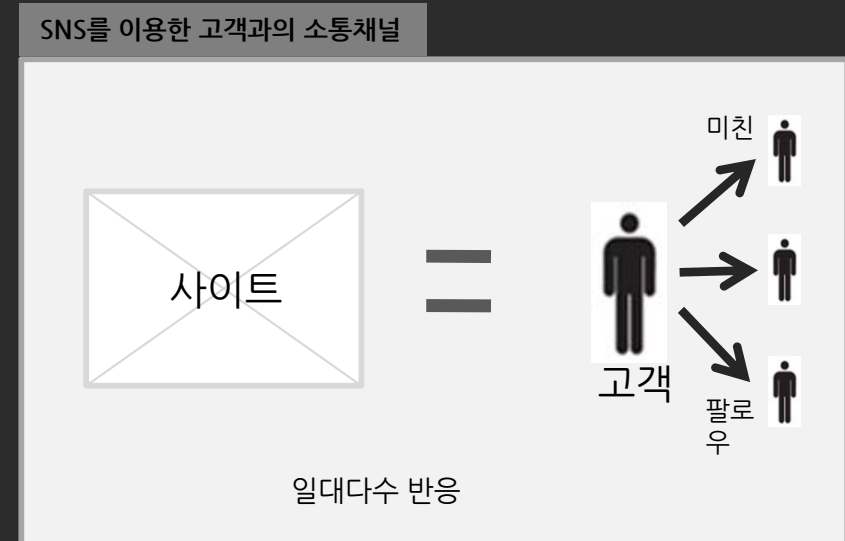 SNS를 이용한 고객과의 소통채널
미친
사이트
고객
팔로
우
일대다수 반응